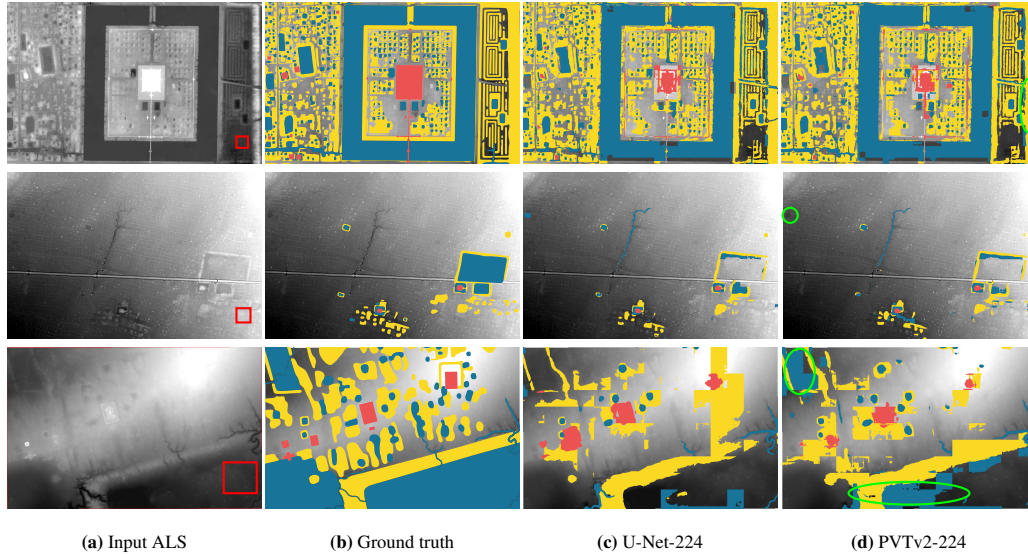 (a) Input ALS
(b) Ground truth
(c) U-Net-224
(d) PVTv2-224